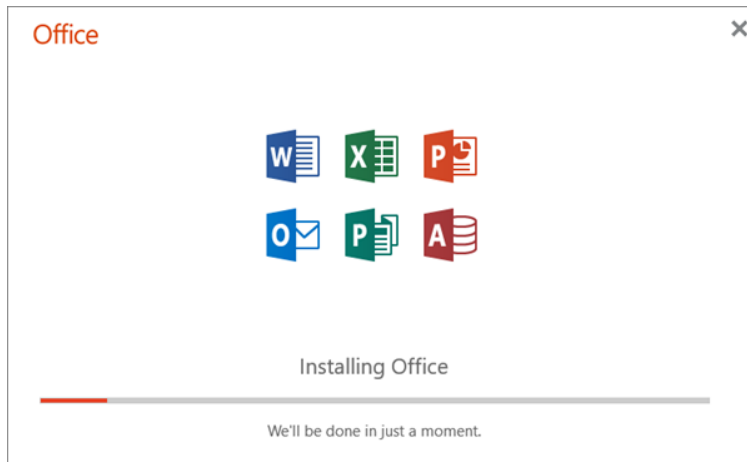 Office
W X P
O P A
Installing Office
We'll be done in just a moment.